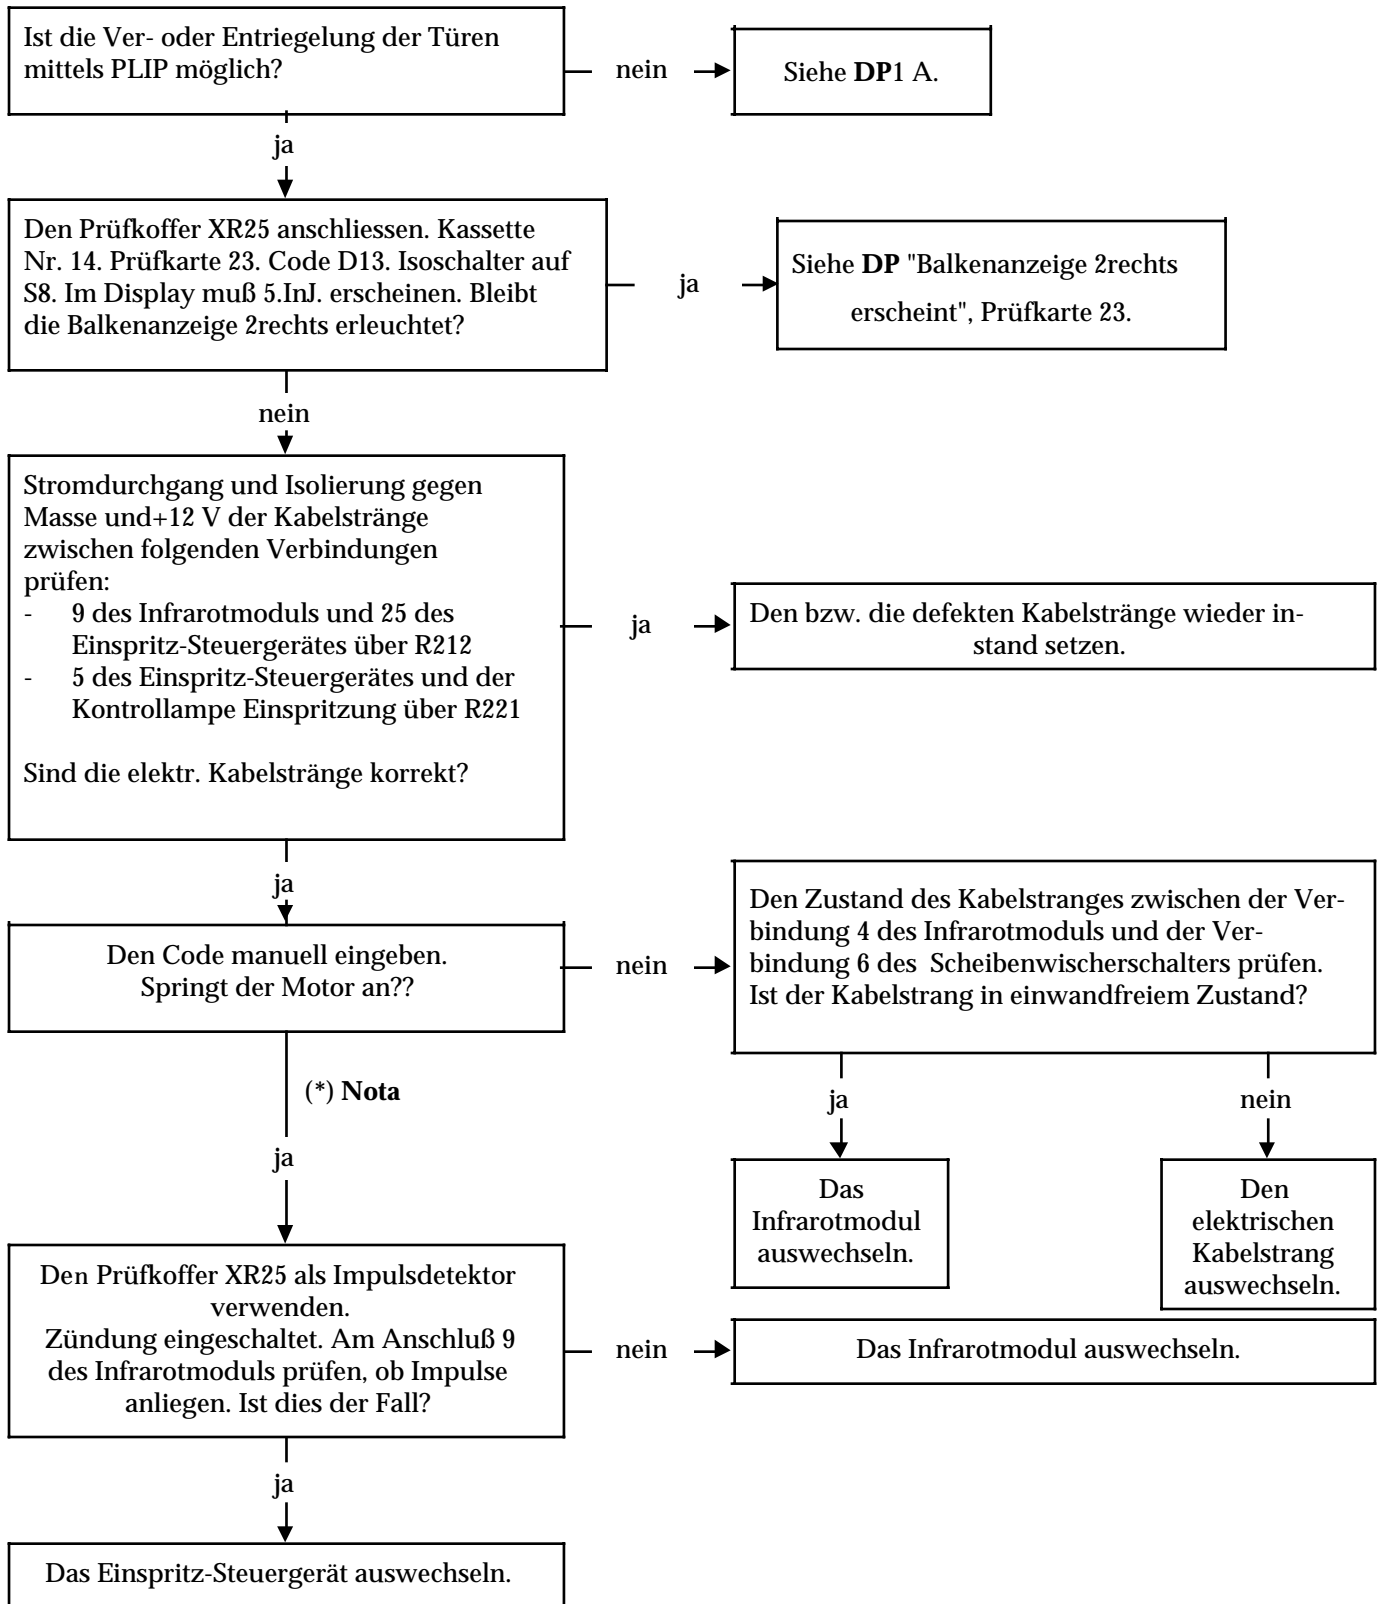 Ist die Ver- oder Entriegelung der Türen
mittels PLIP möglich?
nein
Siehe DP1 A.
ja
Den Prüfkoffer XR25 anschliessen. Kassette
Nr. 14. Prüfkarte 23. Code D13. Isoschalter auf
S8. Im Display muß 5.InJ. erscheinen. Bleibt
die Balkenanzeige 2rechts erleuchtet?
ja
Siehe DP "Balkenanzeige 2rechts
erscheint", Prüfkarte 23.
nein
Stromdurchgang und Isolierung gegen
Masse und+12 V der Kabelstränge
zwischen folgenden Verbindungen
prüfen:
- 9 des Infrarotmoduls und 25 des
Einspritz-Steuergerätes über R212
- 5 des Einspritz-Steuergerätes und der
Kontrollampe Einspritzung über R221
Sind die elektr. Kabelstränge korrekt?
ja
Den bzw. die defekten Kabelstränge wieder in-
stand setzen.
ja
Den Code manuell eingeben.
Springt der Motor an??
nein
Den Zustand des Kabelstranges zwischen der Ver-
bindung 4 des Infrarotmoduls und der Ver-
bindung 6 des Scheibenwischerschalters prüfen.
Ist der Kabelstrang in einwandfreiem Zustand?
(*) Nota
ja
ja
nein
Das
Infrarotmodul
auswechseln.
Den
elektrischen
Kabelstrang
auswechseln.
Den Prüfkoffer XR25 als Impulsdetektor
verwenden.
Zündung eingeschaltet. Am Anschluß 9
des Infrarotmoduls prüfen, ob Impulse
anliegen. Ist dies der Fall?
nein
Das Infrarotmodul auswechseln.
ja
Das Einspritz-Steuergerät auswechseln.